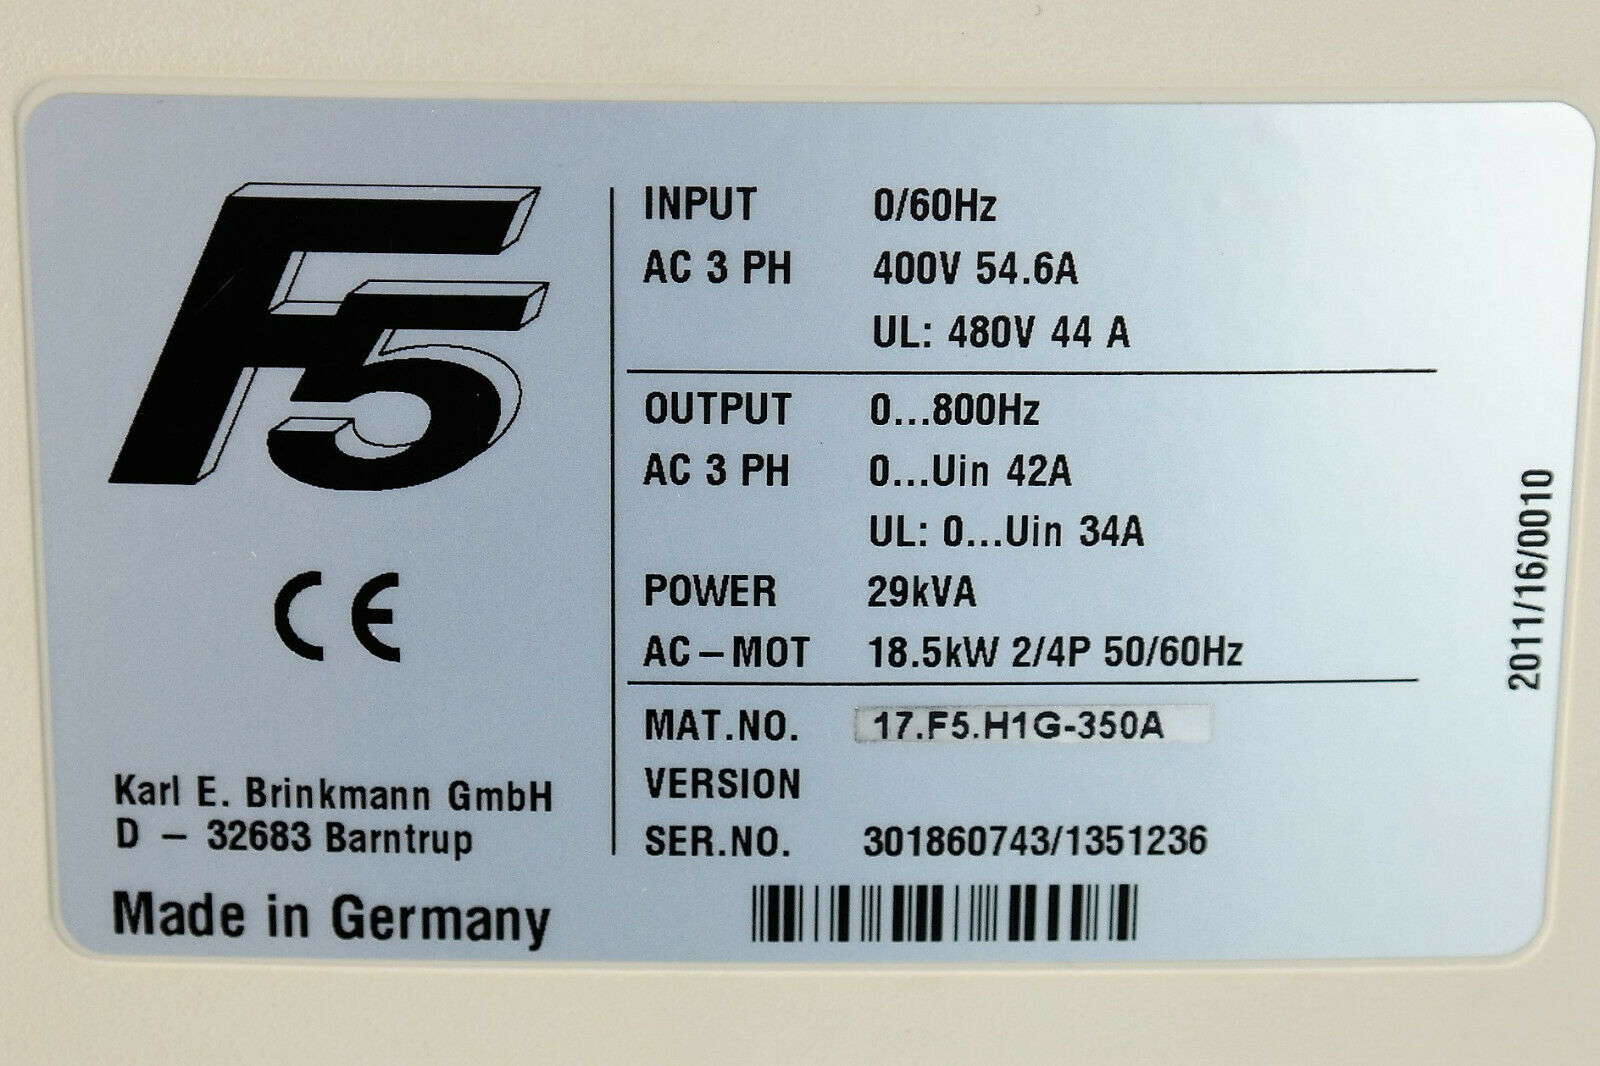 F5
CE
Karl E. Brinkmann GmbH
D – 32683 Barntrup
Made in Germany
INPUT 0/60Hz
AC 3 PH 400V 54.6A
UL: 480V 44 A
OUTPUT 0...800Hz
AC 3 PH 0...Uin 42A
UL: 0...Uin 34A
POWER 29kVA
AC – MOT 18.5kW 2/4P 50/60Hz
MAT.NO. 17.F5.H1G-350A
VERSION
SER.NO. 301860743/1351236
2011/16/0010